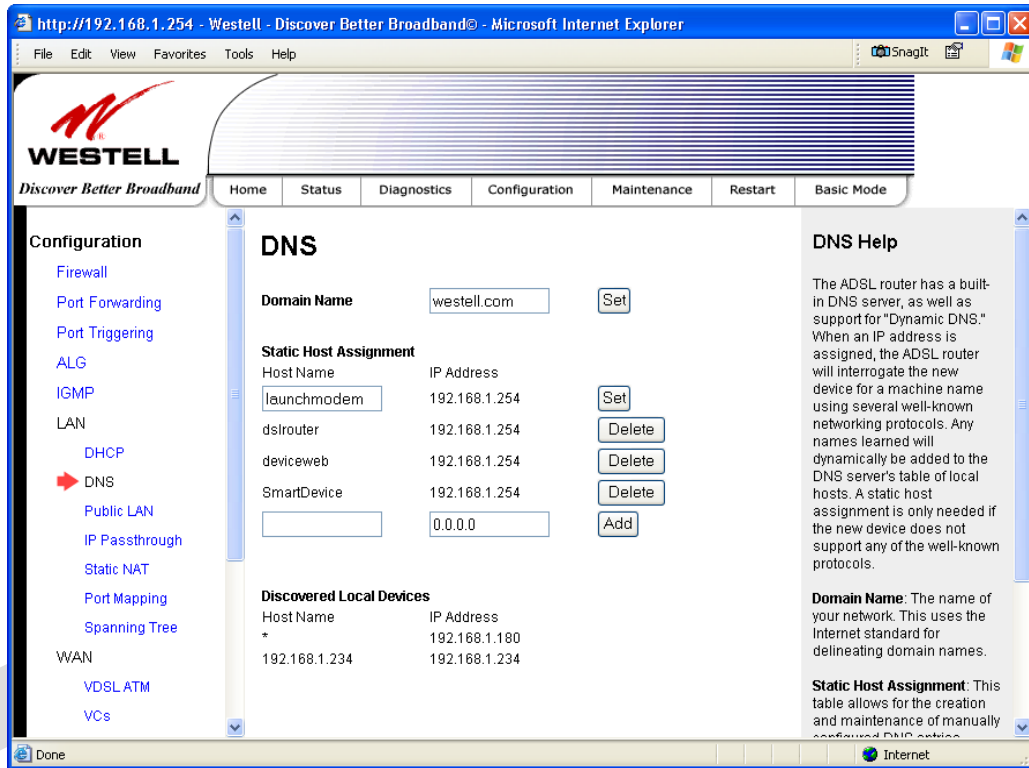 http://192.168.1.254 - Westell - Discover Better Broadband© - Microsoft Internet Explorer
File Edit View Favorites Tools Help
SnagIt
WESTELL
Discover Better Broadband
Home Status Diagnostics Configuration Maintenance Restart Basic Mode
Configuration
Firewall
Port Forwarding
Port Triggering
ALG
IGMP
LAN
DHCP
DNS
Public LAN
IP Passthrough
Static NAT
Port Mapping
Spanning Tree
WAN
VDSL ATM
VCs
DNS
Domain Name westell.com Set
Static Host Assignment
Host Name IP Address
launchmodem 192.168.1.254 Set
dslrouter 192.168.1.254 Delete
deviceweb 192.168.1.254 Delete
SmartDevice 192.168.1.254 Delete
0.0.0.0 Add
Discovered Local Devices
Host Name IP Address
* 192.168.1.180
192.168.1.234 192.168.1.234
DNS Help
The ADSL router has a built-
in DNS server, as well as
support for "Dynamic DNS."
When an IP address is
assigned, the ADSL router
will interrogate the new
device for a machine name
using several well-known
networking protocols. Any
names learned will
dynamically be added to the
DNS server's table of local
hosts. A static host
assignment is only needed if
the new device does not
support any of the well-known
protocols.
Domain Name: The name of
your network. This uses the
Internet standard for
delineating domain names.
Static Host Assignment: This
table allows for the creation
and maintenance of manually
configured DNS entries
Done
Internet